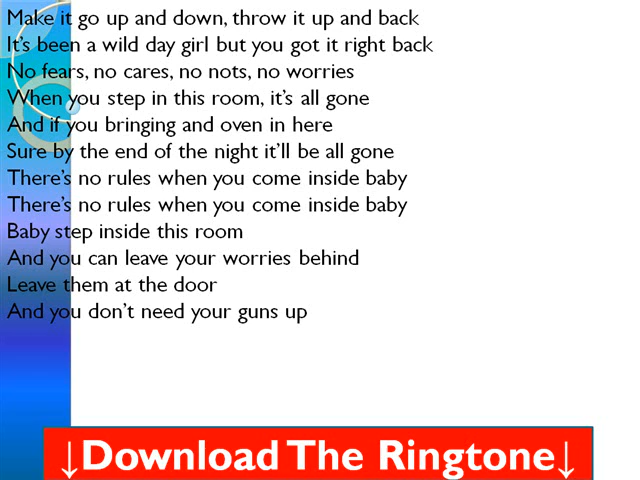 Make it go up and down, throw it up and back
It's been a wild day girl but you got it right back
No fears, no cares, no nots, no worries
When you step in this room, it's all gone
And if you bringing and oven in here
Sure by the end of the night it'll be all gone
There's no rules when you come inside baby
There's no rules when you come inside baby
Baby step inside this room
And you can leave your worries behind
Leave them at the door
And you don't need your guns up
↓Download The Ringtone↓